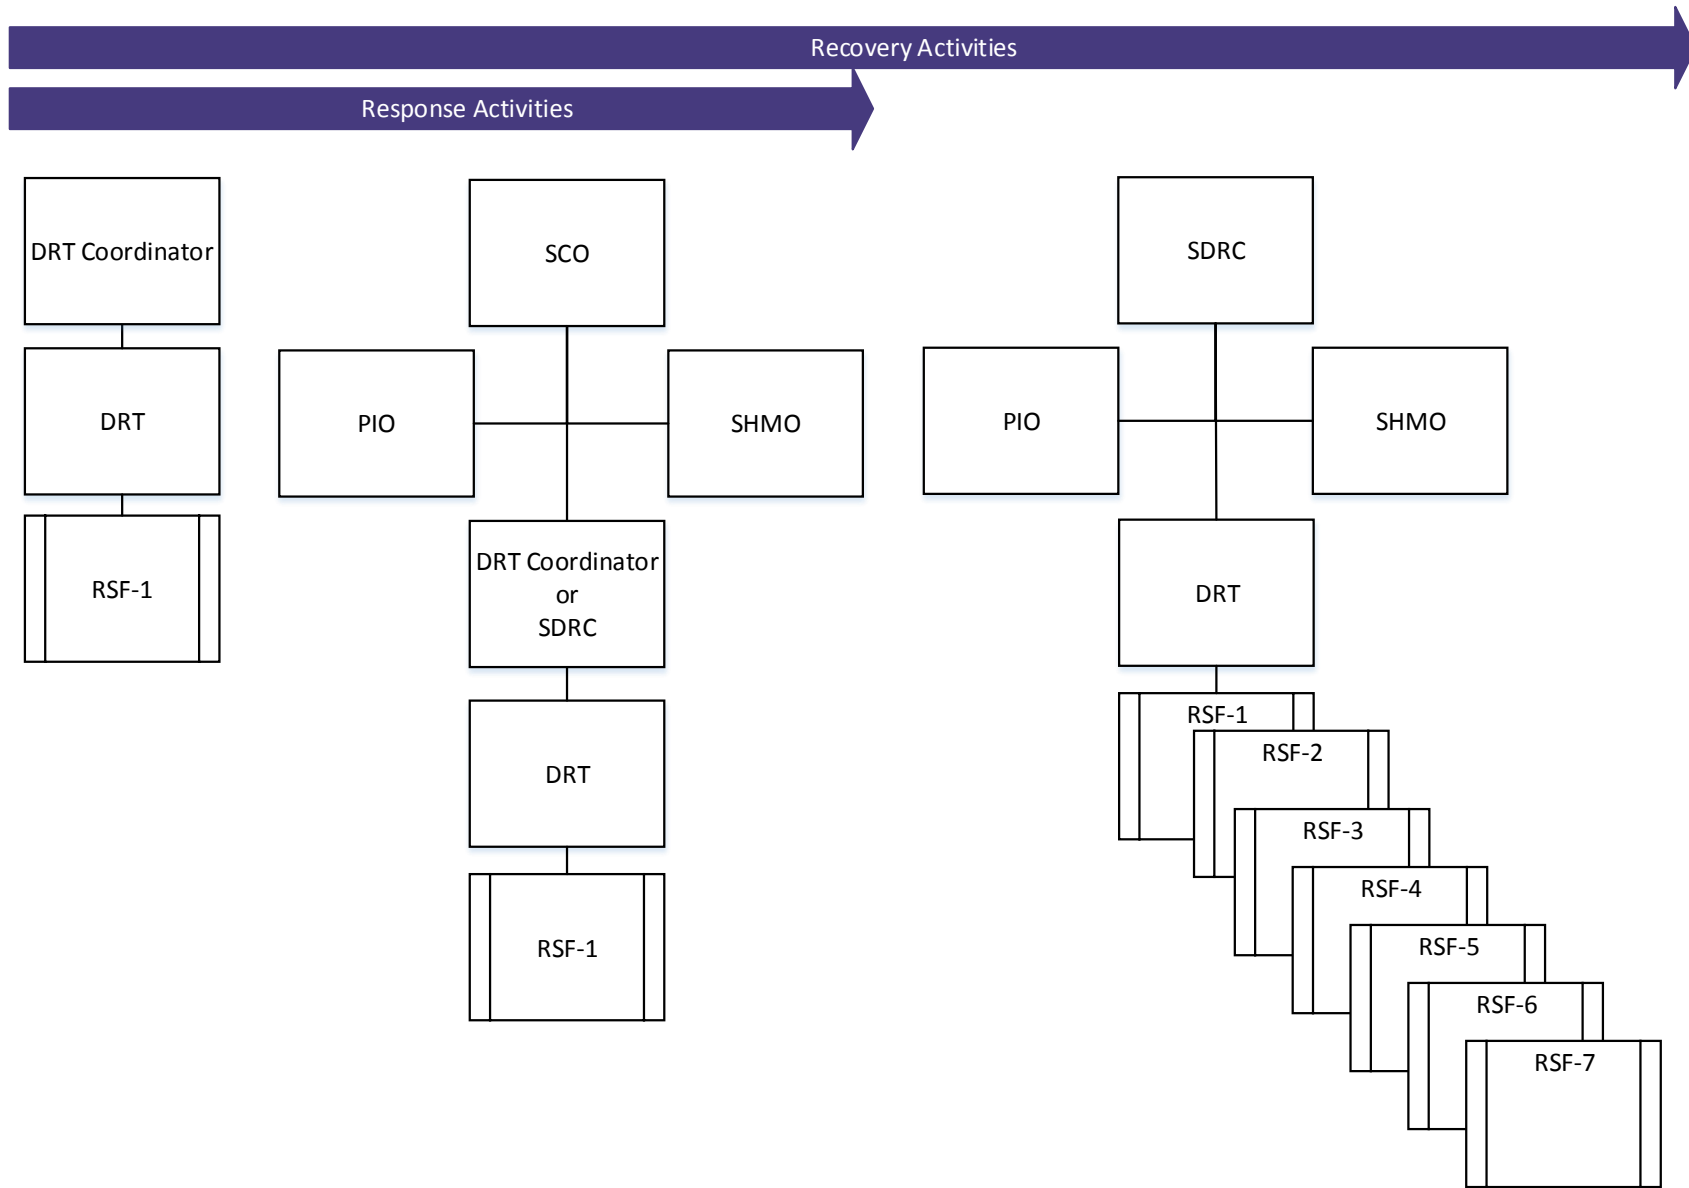 Recovery Activities
Response Activities
DRT Coordinator
DRT
RSF-1
SCO
PIO
SHMO
DRT Coordinator
or
SDRC
DRT
RSF-1
SDRC
PIO
SHMO
DRT
RSF-1
RSF-2
RSF-3
RSF-4
RSF-5
RSF-6
RSF-7